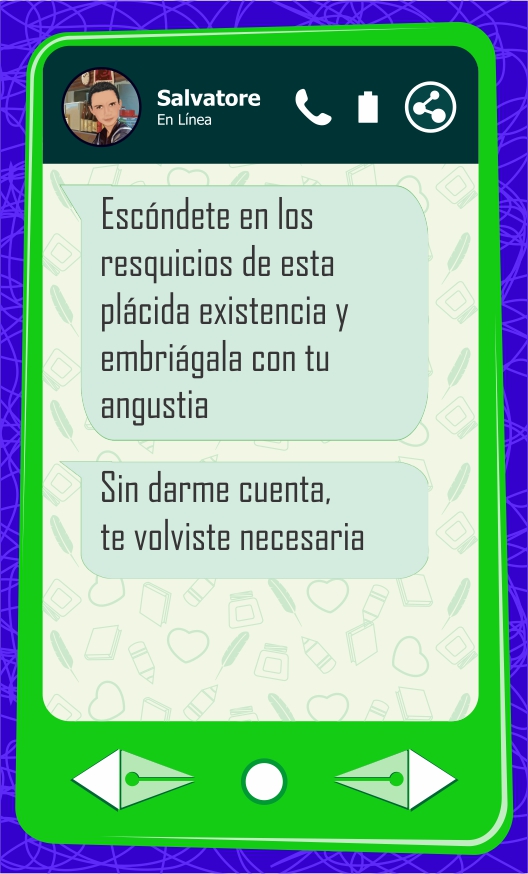 Salvatore
En Línea
Escóndete en los
resquicios de esta
plácida existencia y
embriágala con tu
angustia
Sin darme cuenta,
te volviste necesaria